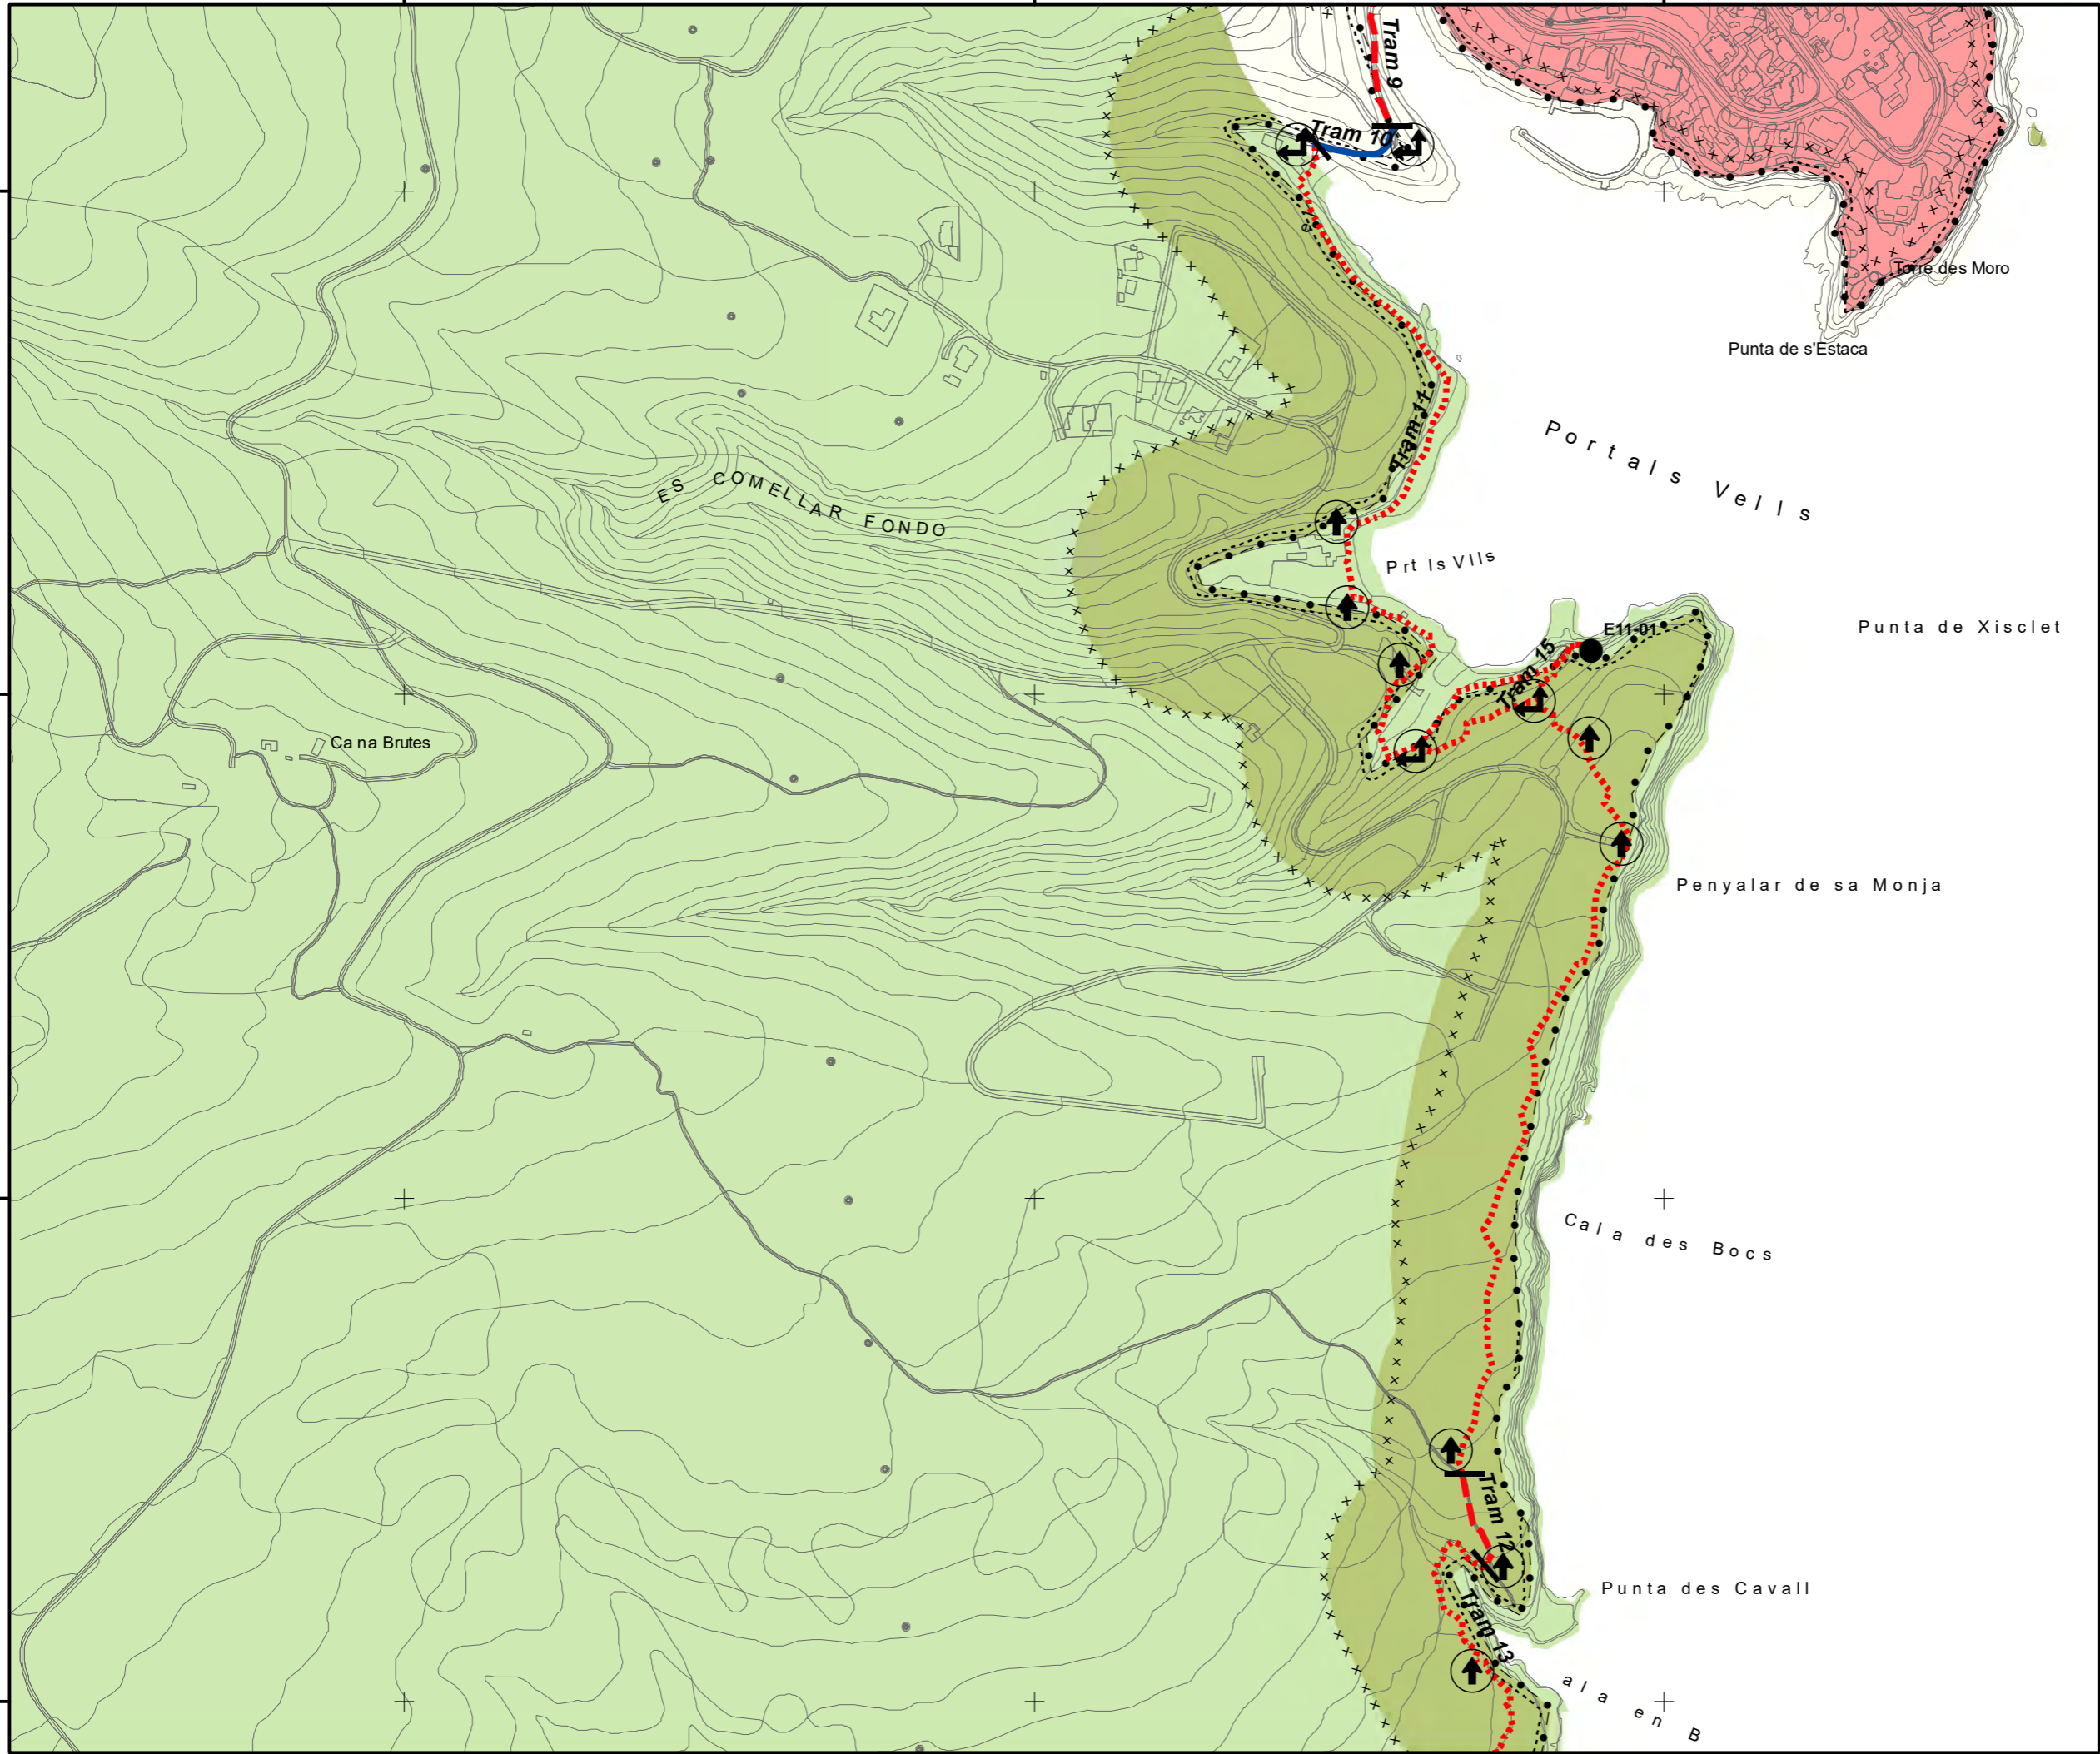 Tram 9
Tram 10
Torre des Moro
Punta de s'Estaca
Tram 11
Portals Vells
ES COMELLAR FONDO
Prt ls Vlls
E11-01
Punta de Xisclet
Tram 15
Ca na Brutes
Penyalar de sa Monja
Cala des Bocs
Tram 12
Punta des Cavall
Tram 13
ala en B